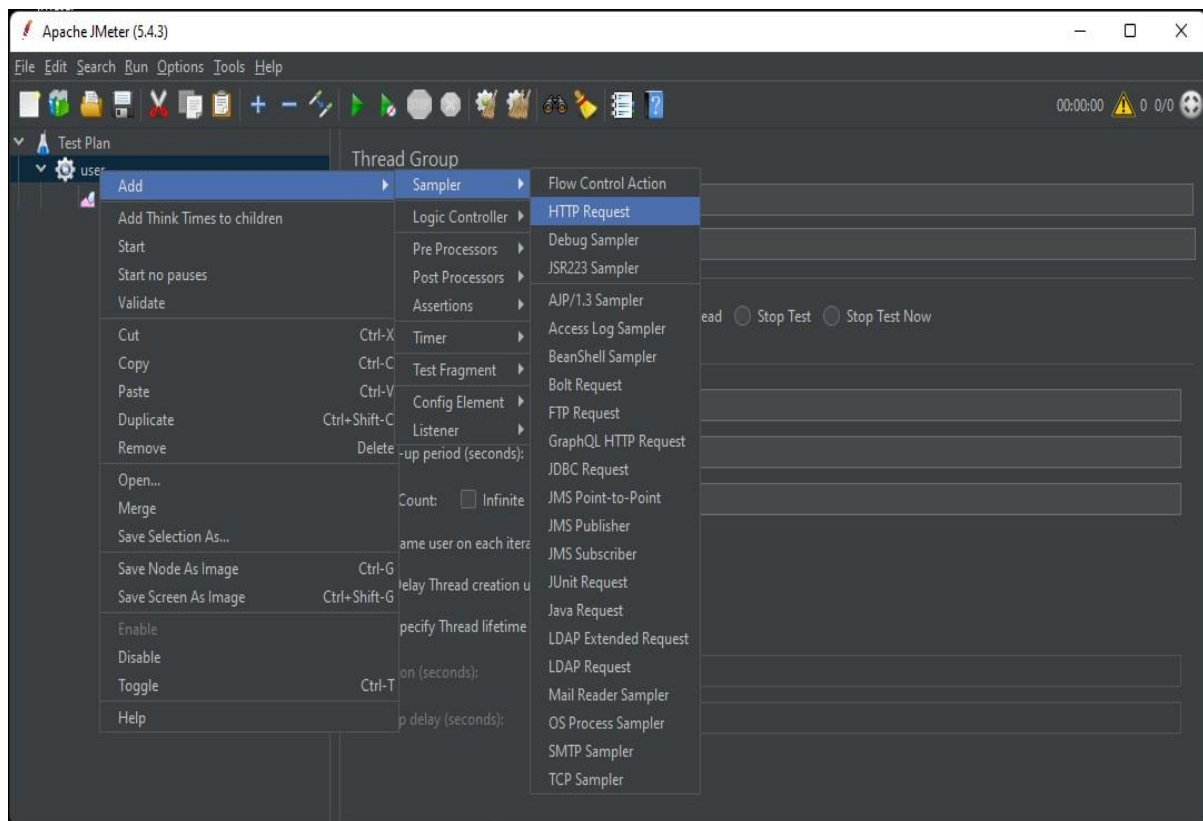 Apache JMeter (5.4.3)
File Edit Search Run Options Tools Help
00:00:00 0 0/0
Test Plan
user
Thread Group
Add
Add Think Times to children
Start
Start no pauses
Validate
Cut Ctrl-X
Copy Ctrl-C
Paste Ctrl-V
Duplicate Ctrl+Shift-C
Remove Delete
Open...
Merge
Save Selection As...
Save Node As Image Ctrl-G
Save Screen As Image Ctrl+Shift-G
Enable
Disable
Toggle Ctrl-T
Help
Sampler
Logic Controller
Pre Processors
Post Processors
Assertions
Timer
Test Fragment
Config Element
Listener
Flow Control Action
HTTP Request
Debug Sampler
JSR223 Sampler
AJP/1.3 Sampler
Access Log Sampler
BeanShell Sampler
Bolt Request
FTP Request
GraphQL HTTP Request
JDBC Request
JMS Point-to-Point
JMS Publisher
JMS Subscriber
JUnit Request
Java Request
LDAP Extended Request
LDAP Request
Mail Reader Sampler
OS Process Sampler
SMTP Sampler
TCP Sampler
ead Stop Test Stop Test Now
-up period (seconds):
Count: Infinite
ame user on each itera
Delay Thread creation u
pecify Thread lifetime
on (seconds):
p delay (seconds):